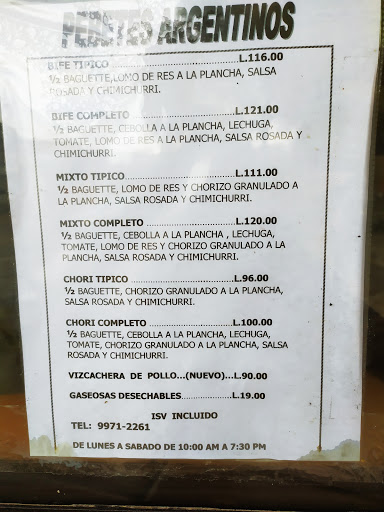 PEPETES ARGENTINOS
BIFE TIPICO..............................L.116.00
½ BAGUETTE,LOMO DE RES A LA PLANCHA, SALSA
ROSADA Y CHIMICHURRI.
BIFE COMPLETO..............................L.121.00
½ BAGUETTE, CEBOLLA A LA PLANCHA, LECHUGA,
TOMATE, LOMO DE RES A LA PLANCHA, SALSA ROSADA Y
CHIMICHURRI.
MIXTO TIPICO..............................L.111.00
½ BAGUETTE, LOMO DE RES Y CHORIZO GRANULADO A
LA PLANCHA, SALSA ROSADA Y CHIMICHURRI.
MIXTO COMPLETO..............................L.120.00
½ BAGUETTE, CEBOLLA A LA PLANCHA , LECHUGA,
TOMATE, LOMO DE RES Y CHORIZO GRANULADO A LA
PLANCHA, SALSA ROSADA Y CHIMICHURRI.
CHORI TIPICO..............................L.96.00
½ BAGUETTE, CHORIZO GRANULADO A LA PLANCHA,
SALSA ROSADA Y CHIMICHURRI.
CHORI COMPLETO..............................L.100.00
½ BAGUETTE, CEBOLLA A LA PLANCHA, LECHUGA,
TOMATE, CHORIZO GRANULADO A LA PLANCHA, SALSA
ROSADA Y CHIMICHURRI.
VIZCACHERA DE POLLO...(NUEVO)...L.90.00
GASEOSAS DESECHABLES..................L.19.00
ISV INCLUIDO
TEL: 9971-2261
DE LUNES A SABADO DE 10:00 AM A 7:30 PM